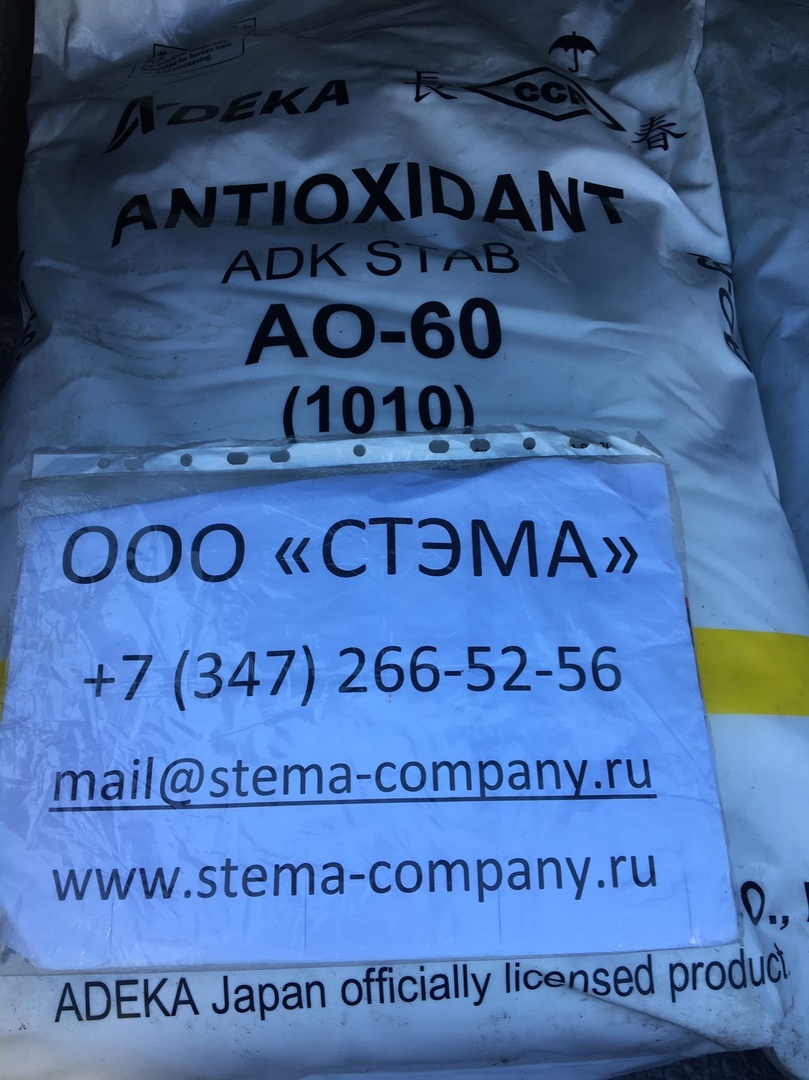 ADEKA 長 CCP 春
ANTIOXIDANT
ADK STAB
AO-60
(1010)
ООО «СТЭМА»
+7 (347) 266-52-56
mail@stema-company.ru
www.stema-company.ru
ADEKA Japan officially licensed product.